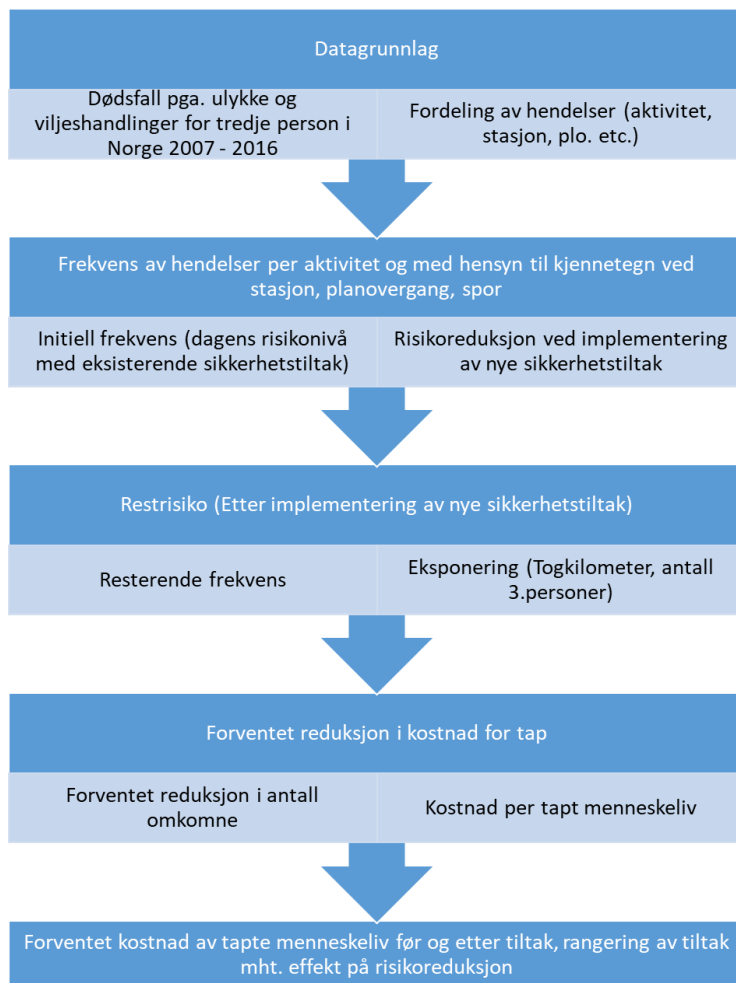 Datagrunnlag
Dødsfall pga. ulykke og
viljeshandlinger for tredje person i
Norge 2007 - 2016
Fordeling av hendelser (aktivitet,
stasjon, plo. etc.)
Frekvens av hendelser per aktivitet og med hensyn til kjennetegn ved
stasjon, planovergang, spor
Initiell frekvens (dagens risikonivå
med eksisterende sikkerhetstiltak)
Risikoreduksjon ved implementering
av nye sikkerhetstiltak
Restrisiko (Etter implementering av nye sikkerhetstiltak)
Resterende frekvens
Eksponering (Togkilometer, antall
3.personer)
Forventet reduksjon i kostnad for tap
Forventet reduksjon i antall
omkomne
Kostnad per tapt menneskeliv
Forventet kostnad av tapte menneskeliv før og etter tiltak, rangering av tiltak
mht. effekt på risikoreduksjon